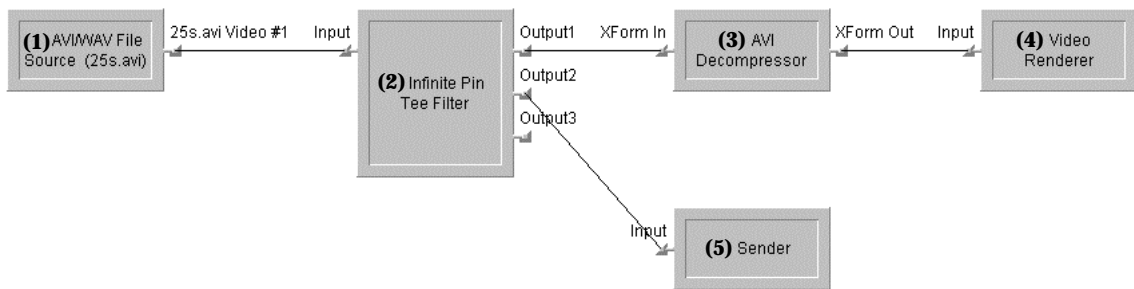 (1) AVI/WAV File
Source (25s.avi)
25s.avi Video #1
Input
(2) Infinite Pin
Tee Filter
Output1
Output2
Output3
XForm In
(3) AVI
Decompressor
XForm Out
Input
(4) Video
Renderer
Input
(5) Sender